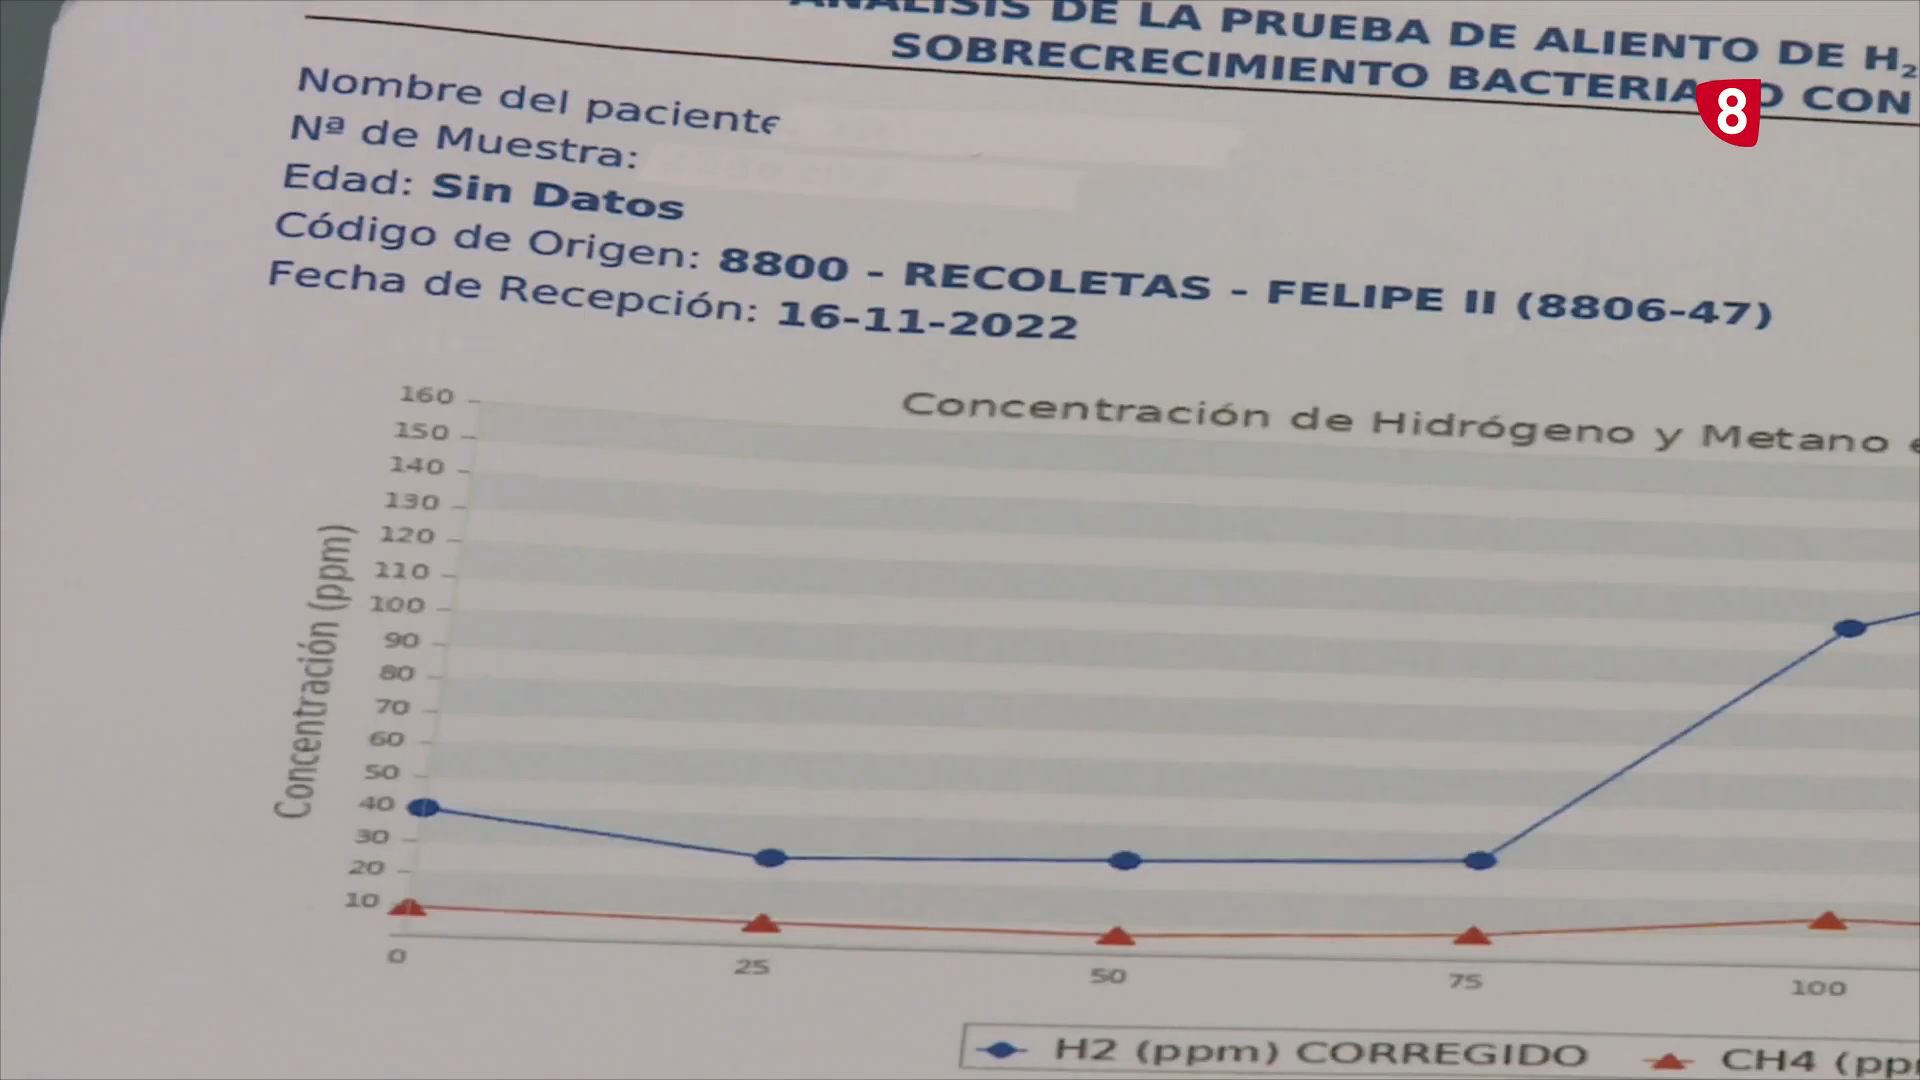 ANÁLISIS DE LA PRUEBA DE ALIENTO DE H₂
SOBRECRECIMIENTO BACTERIANO CON
8
Nombre del paciente
Nª de Muestra:
Edad: Sin Datos
Código de Origen: 8800 - RECOLETAS - FELIPE II (8806-47)
Fecha de Recepción: 16-11-2022
Concentración de Hidrógeno y Metano e
160
150
140
130
120
110
100
90
80
70
60
50
40
30
20
10
Concentración (ppm)
0 25 50 75 100
H2 (ppm) CORREGIDO CH4 (pp